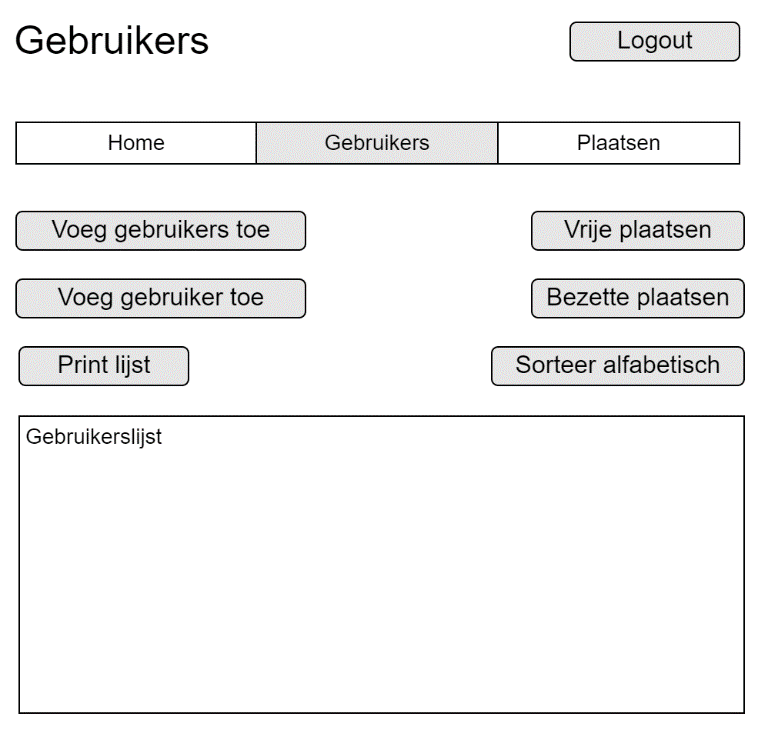 Gebruikers
Logout
Home
Gebruikers
Plaatsen
Voeg gebruikers toe
Vrije plaatsen
Voeg gebruiker toe
Bezette plaatsen
Print lijst
Sorteer alfabetisch
Gebruikerslijst